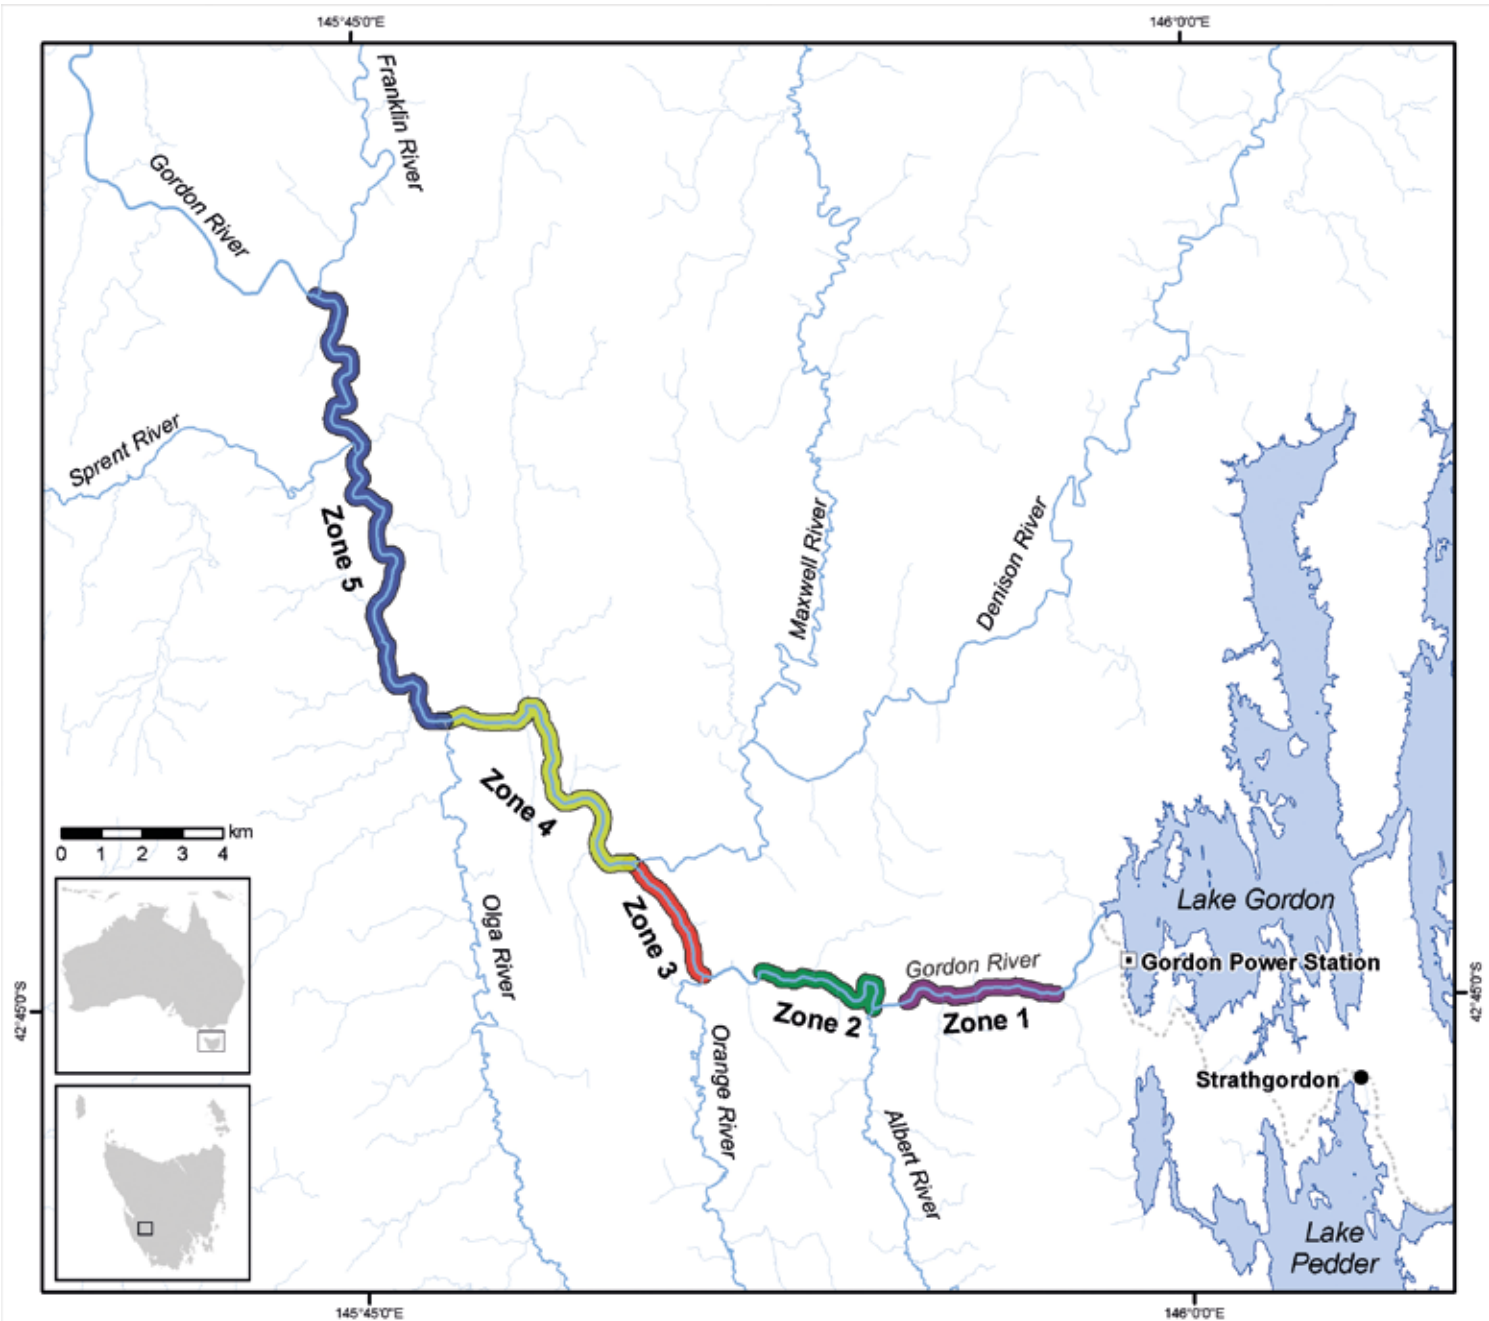 145°45'0"E
146°0'0"E
Franklin River
Gordon River
Sprent River
Zone 5
Maxwell River
Denison River
Zone 4
km
0 1 2 3 4
Lake Gordon
Olga River
Zone 3
Gordon River
Gordon Power Station
Zone 2
Zone 1
42°45'0"S
42°45'0"S
Orange River
Strathgordon
Albert River
Lake
Pedder
145°45'0"E
146°0'0"E